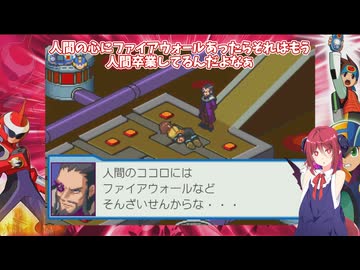 人間の心にファイアウォールあったらそれはもう
人間卒業してるんだよなぁ
人間のココロには
ファイアウォールなど
そんざいせんからな・・・